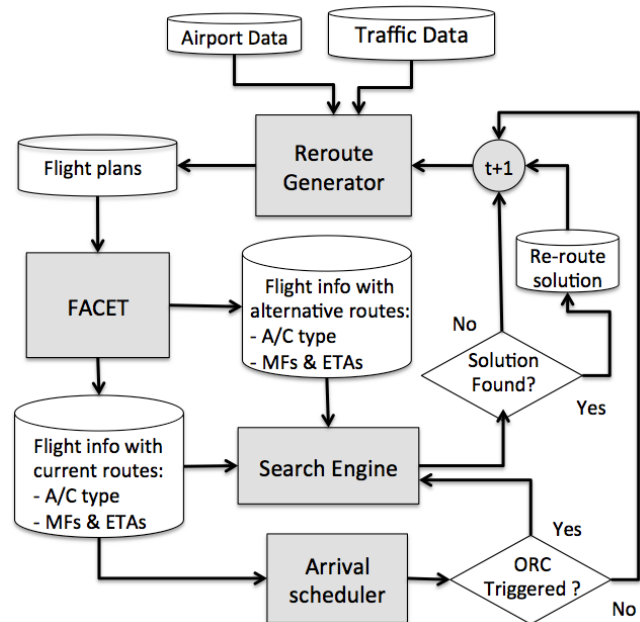 Airport Data
Traffic Data
Flight plans
Reroute
Generator
t+1
Re-route
solution
FACET
Flight info with
alternative routes:
- A/C type
- MFs & ETAs
No
Solution
Found?
Yes
Flight info with
current routes:
- A/C type
- MFs & ETAs
Search Engine
Yes
Arrival
scheduler
ORC
Triggered ?
No